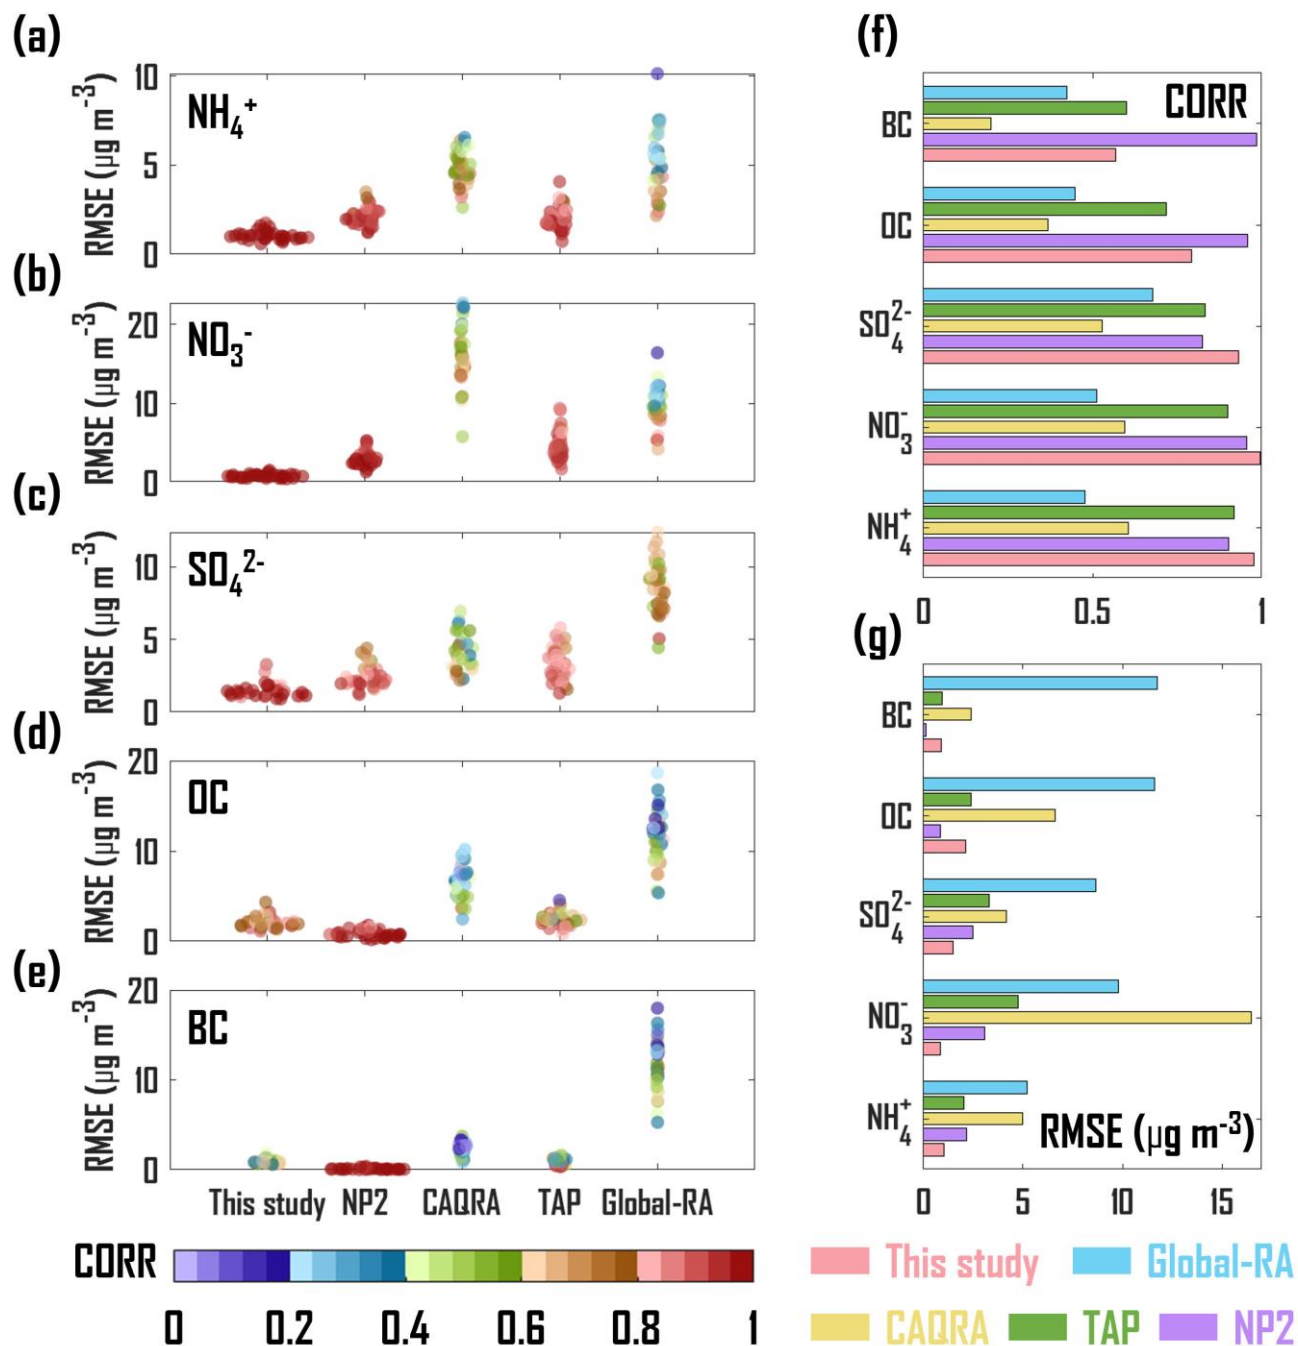 (a)
10
5
0
RMSE (µg m⁻³)
NH₄⁺
(b)
20
10
0
RMSE (µg m⁻³)
NO₃⁻
(c)
10
5
0
RMSE (µg m⁻³)
SO₄²⁻
(d)
20
10
0
RMSE (µg m⁻³)
OC
(e)
20
10
0
RMSE (µg m⁻³)
BC
This study NP2 CAQRA TAP Global-RA
CORR
0 0.2 0.4 0.6 0.8 1
(f)
CORR
BC
OC
SO₄²⁻
NO₃⁻
NH₄⁺
0 0.5 1
(g)
BC
OC
SO₄²⁻
NO₃⁻
NH₄⁺
RMSE (µg m⁻³)
0 5 10 15
This study Global-RA
CAQRA TAP NP2